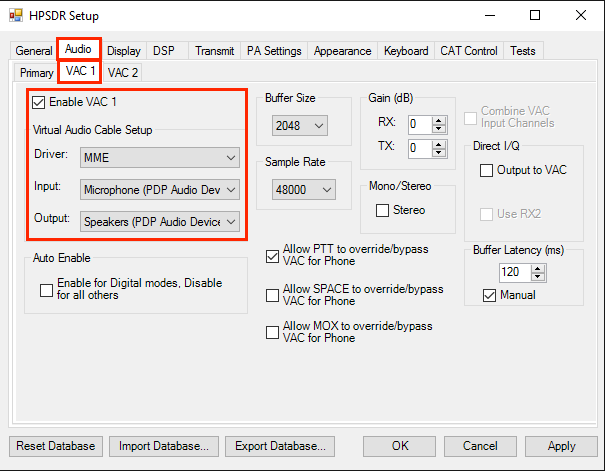 HPSDR Setup
General Audio Display DSP Transmit PA Settings Appearance Keyboard CAT Control Tests
Primary VAC 1 VAC 2
Enable VAC 1
Virtual Audio Cable Setup
Driver: MME
Input: Microphone (PDP Audio Dev
Output: Speakers (PDP Audio Device
Auto Enable
Enable for Digital modes, Disable
for all others
Buffer Size
2048
Sample Rate
48000
Gain (dB)
RX: 0
TX: 0
Mono/Stereo
Stereo
Allow PTT to override/bypass
VAC for Phone
Allow SPACE to override/bypass
VAC for Phone
Allow MOX to override/bypass
VAC for Phone
Combine VAC
Input Channels
Direct I/Q
Output to VAC
Use RX2
Buffer Latency (ms)
120
Manual
Reset Database Import Database... Export Database... OK Cancel Apply